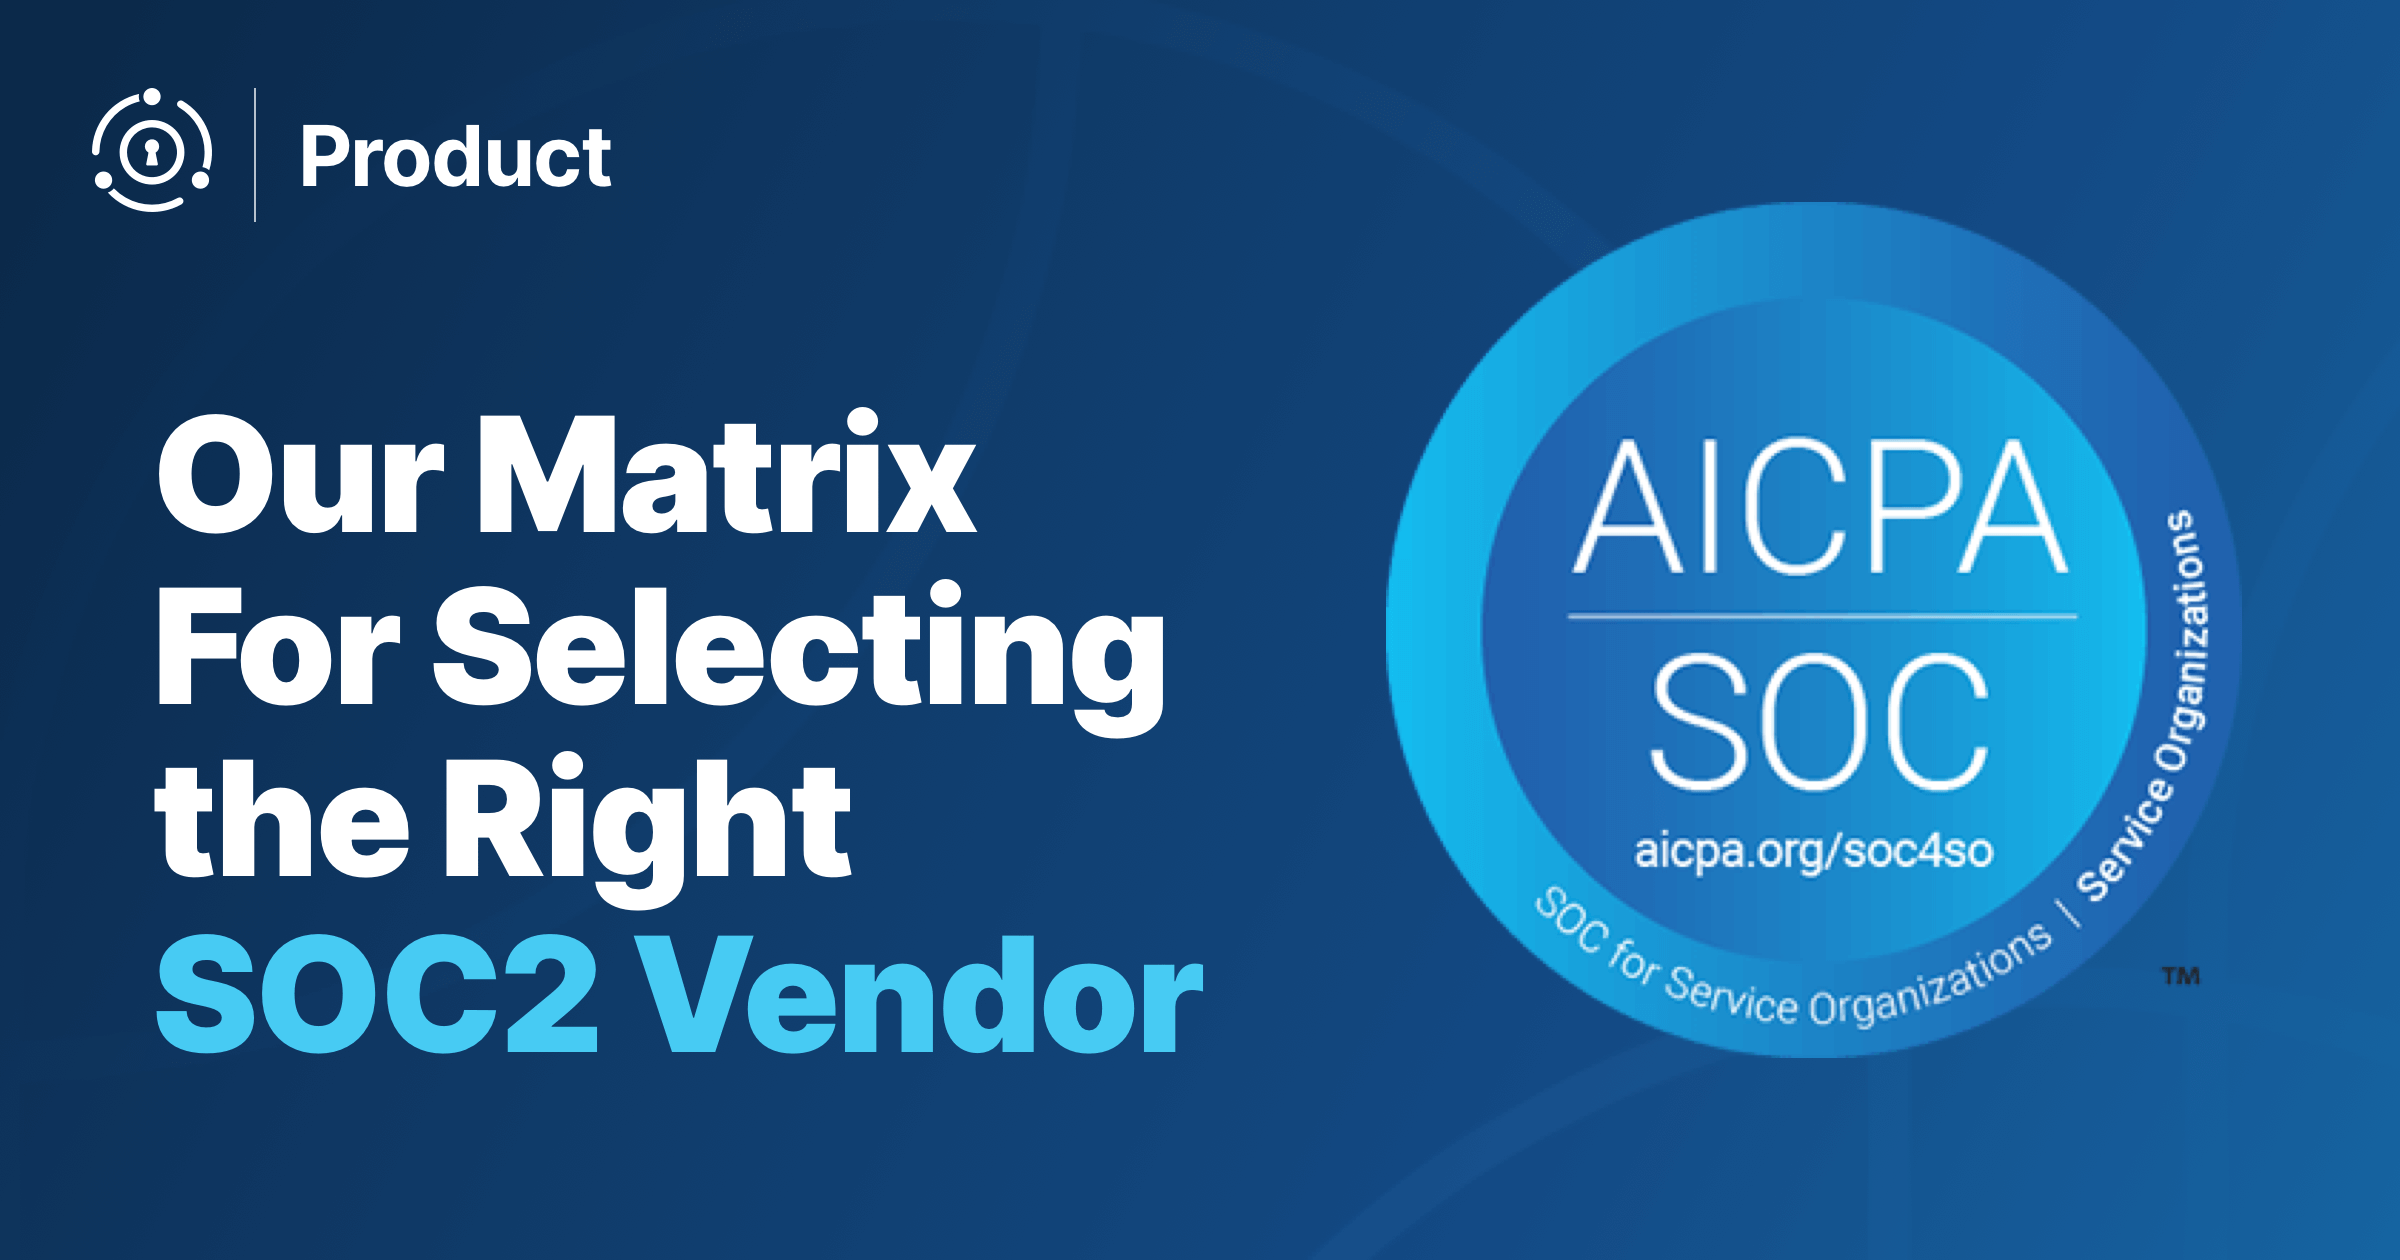 Product
Our Matrix
For Selecting
the Right
SOC2 Vendor
AICPA
SOC
aicpa.org/soc4so
SOC for Service Organizations | Service Organizations
TM